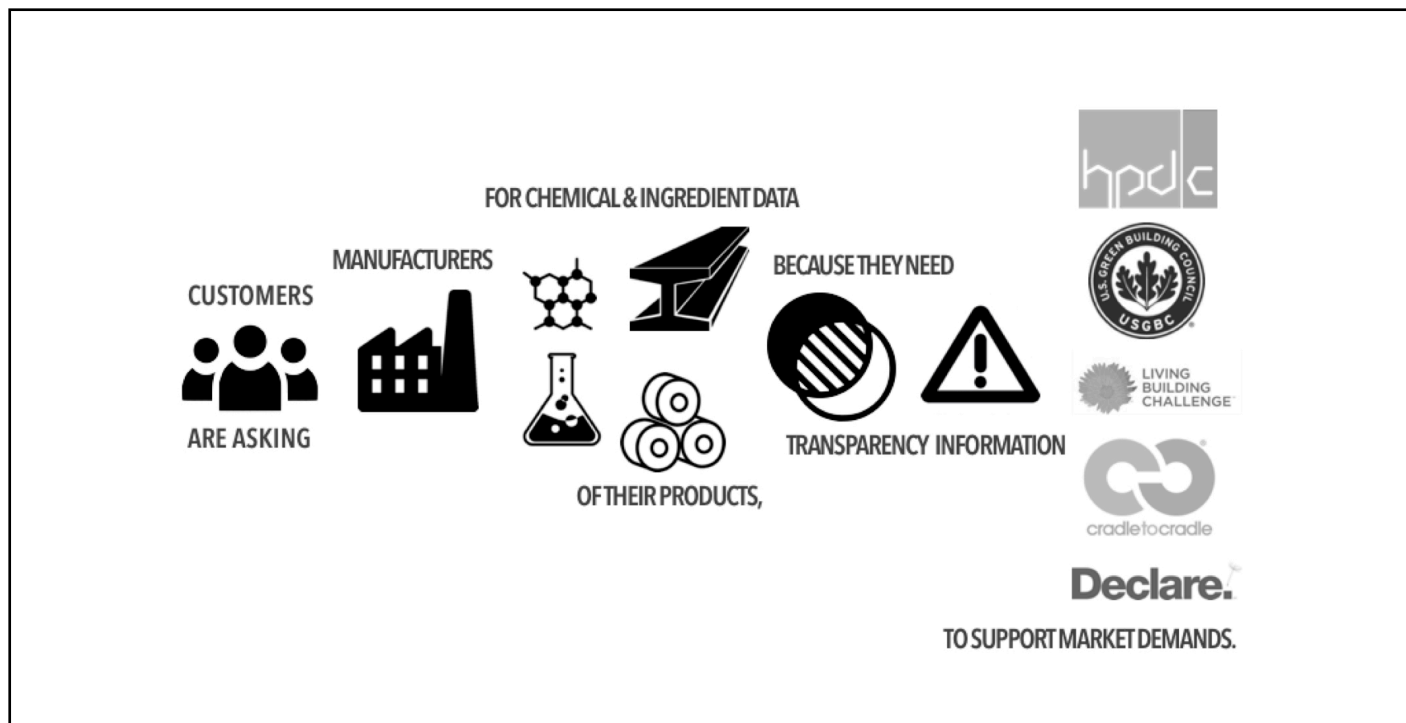 CUSTOMERS
ARE ASKING
MANUFACTURERS
FOR CHEMICAL & INGREDIENT DATA
OF THEIR PRODUCTS,
BECAUSE THEY NEED
TRANSPARENCY INFORMATION
hpdc
U.S. GREEN BUILDING COUNCIL
USGBC
®
LIVING
BUILDING
CHALLENGE
®
cradletocradle
Declare.
TO SUPPORT MARKET DEMANDS.